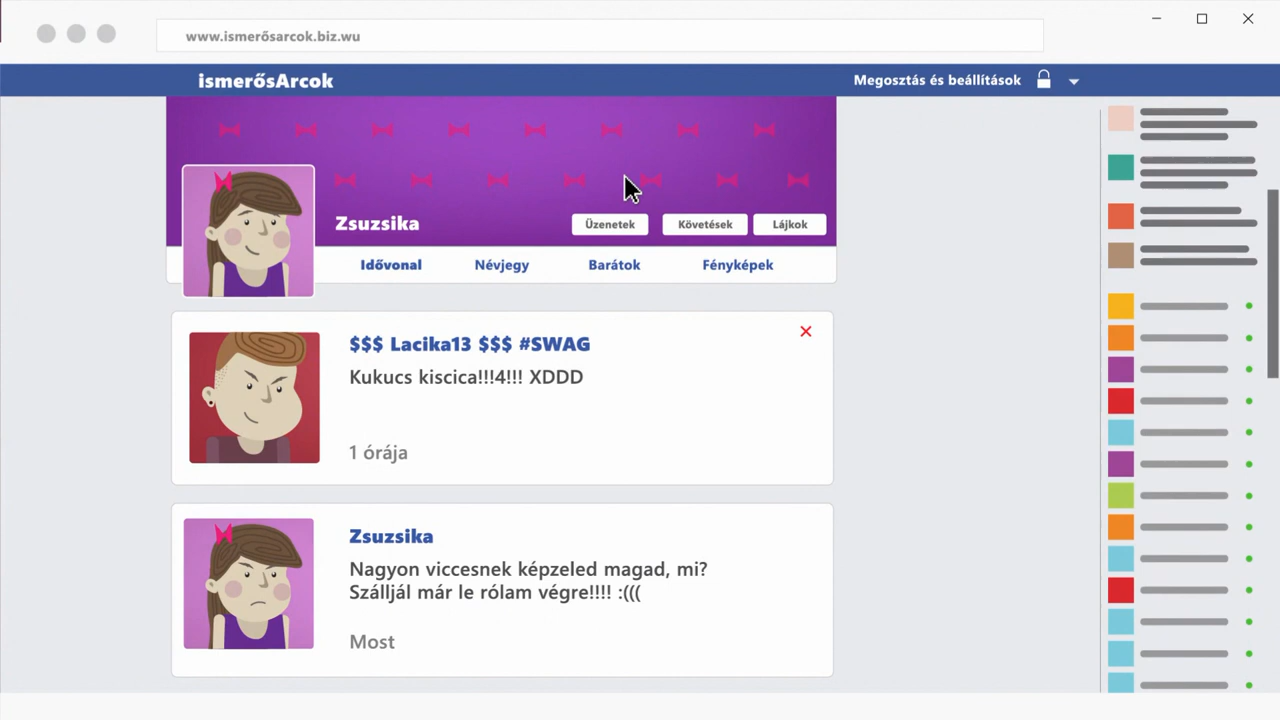 www.ismerősarcok.biz.wu
ismerősArcok
Megosztás és beállítások
Zsuzsika
Üzenetek
Követések
Lájkok
Idővonal
Névjegy
Barátok
Fényképek
$$$ Lacika13 $$$ #SWAG
Kukucs kiscica!!!4!!! XDDD
1 órája
Zsuzsika
Nagyon viccesnek képzeled magad, mi?
Szálljál már le rólam végre!!!! :(((
Most